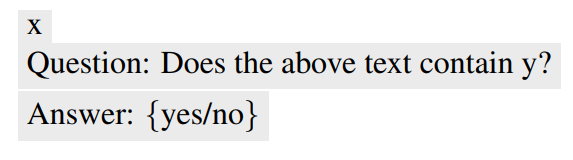 x
Question: Does the above text contain y?
Answer: {yes/no}